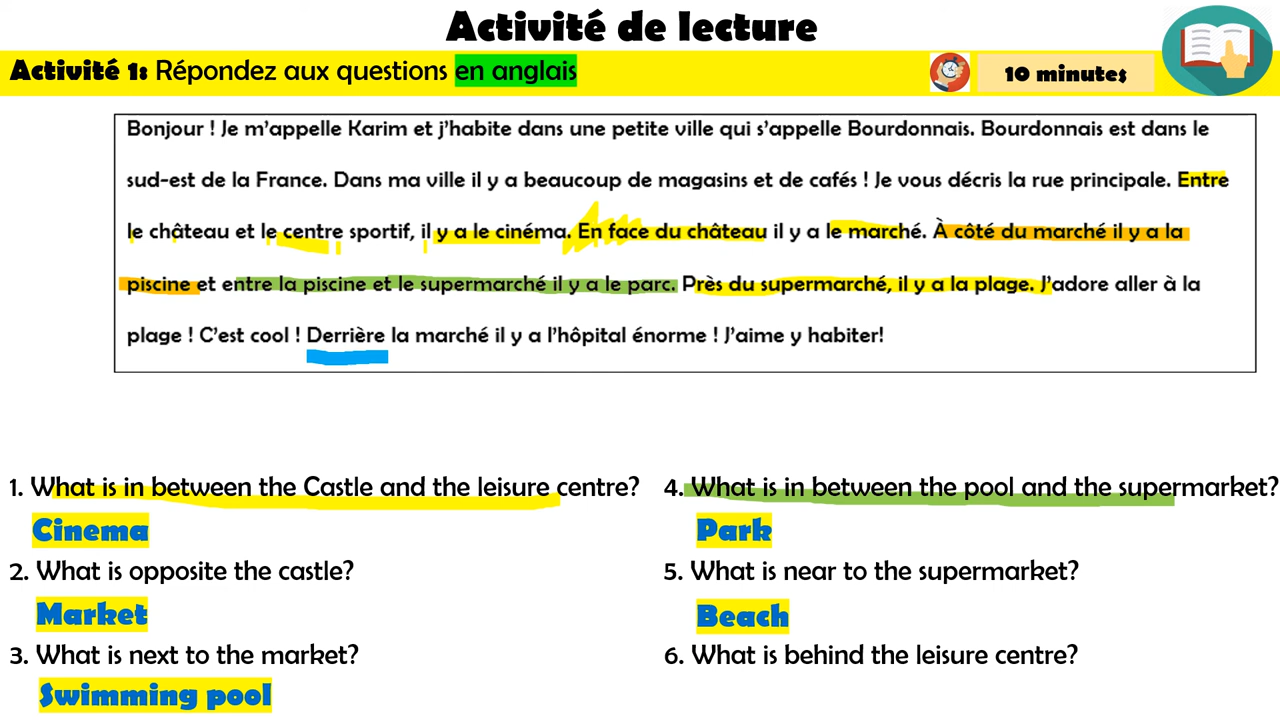 Activité de lecture
Activité 1: Répondez aux questions en anglais
10 minutes
Bonjour ! Je m’appelle Karim et j’habite dans une petite ville qui s’appelle Bourdonnais. Bourdonnais est dans le
sud-est de la France. Dans ma ville il y a beaucoup de magasins et de cafés ! Je vous décris la rue principale. Entre
le château et le centre sportif, il y a le cinéma. En face du château il y a le marché. À côté du marché il y a la
piscine et entre la piscine et le supermarché il y a le parc. Près du supermarché, il y a la plage. J’adore aller à la
plage ! C’est cool ! Derrière la marché il y a l’hôpital énorme ! J’aime y habiter!
1. What is in between the Castle and the leisure centre?
Cinema
2. What is opposite the castle?
Market
3. What is next to the market?
Swimming pool
4. What is in between the pool and the supermarket?
Park
5. What is near to the supermarket?
Beach
6. What is behind the leisure centre?